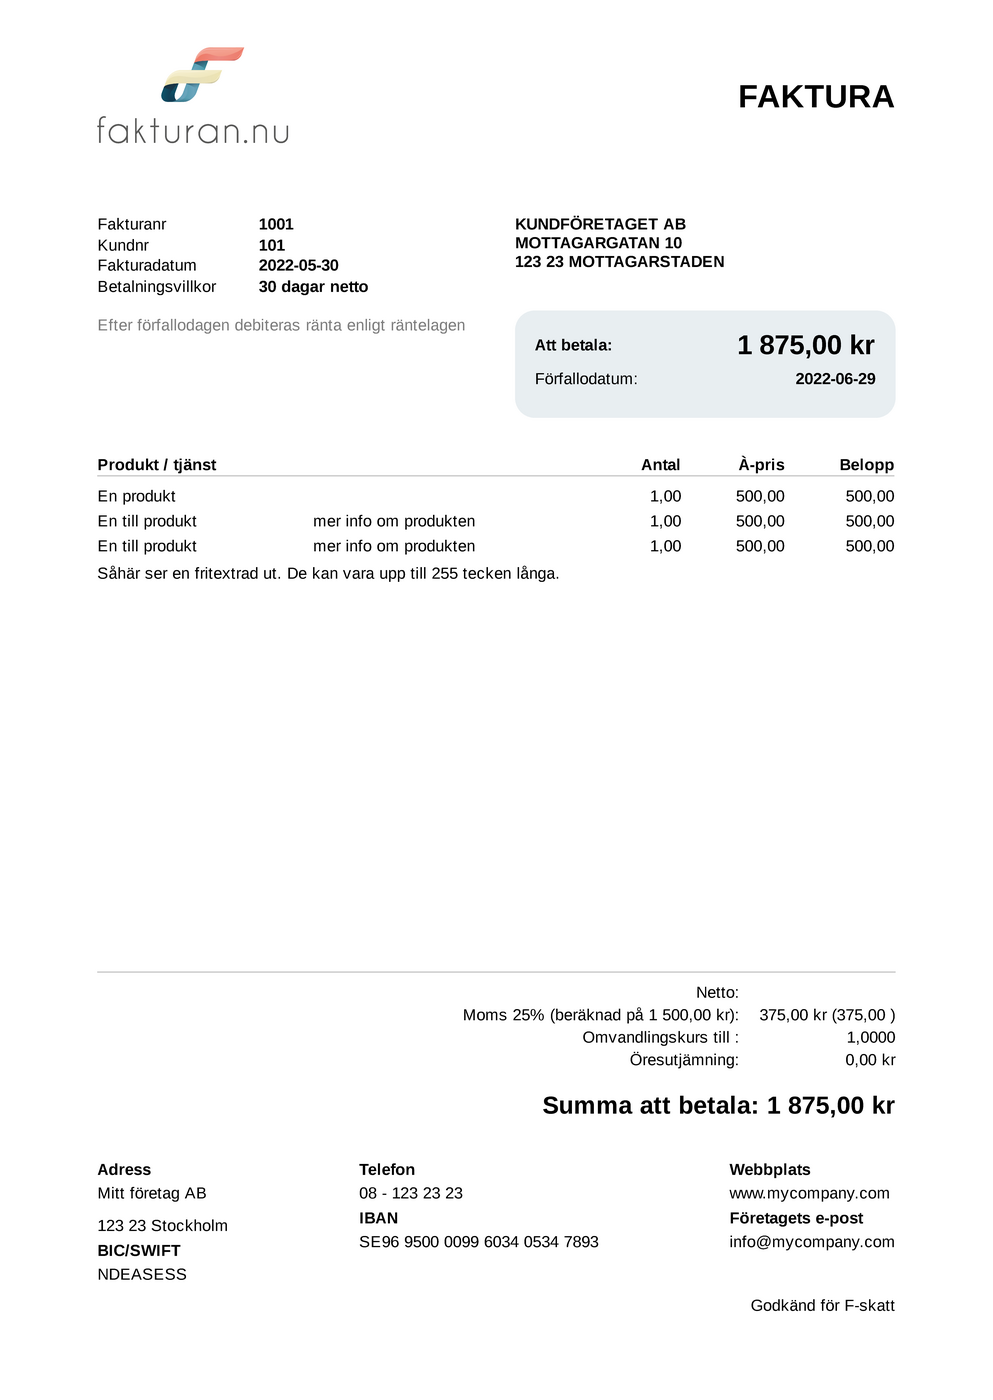 fakturan.nu
FAKTURA
Fakturanr 1001
Kundnr 101
Fakturadatum 2022-05-30
Betalningsvillkor 30 dagar netto
Efter förfallodagen debiteras ränta enligt räntelagen
KUNDFÖRETAGET AB
MOTTAGARGATAN 10
123 23 MOTTAGARSTADEN
Att betala: 1 875,00 kr
Förfallodatum: 2022-06-29
Produkt / tjänst Antal À-pris Belopp
En produkt 1,00 500,00 500,00
En till produkt mer info om produkten 1,00 500,00 500,00
En till produkt mer info om produkten 1,00 500,00 500,00
Såhär ser en fritextrad ut. De kan vara upp till 255 tecken långa.
Netto:
Moms 25% (beräknad på 1 500,00 kr): 375,00 kr (375,00 )
Omvandlingskurs till : 1,0000
Öresutjämning: 0,00 kr
Summa att betala: 1 875,00 kr
Adress
Mitt företag AB
123 23 Stockholm
BIC/SWIFT
NDEASESS
Telefon
08 - 123 23 23
IBAN
SE96 9500 0099 6034 0534 7893
Webbplats
www.mycompany.com
Företagets e-post
info@mycompany.com
Godkänd för F-skatt